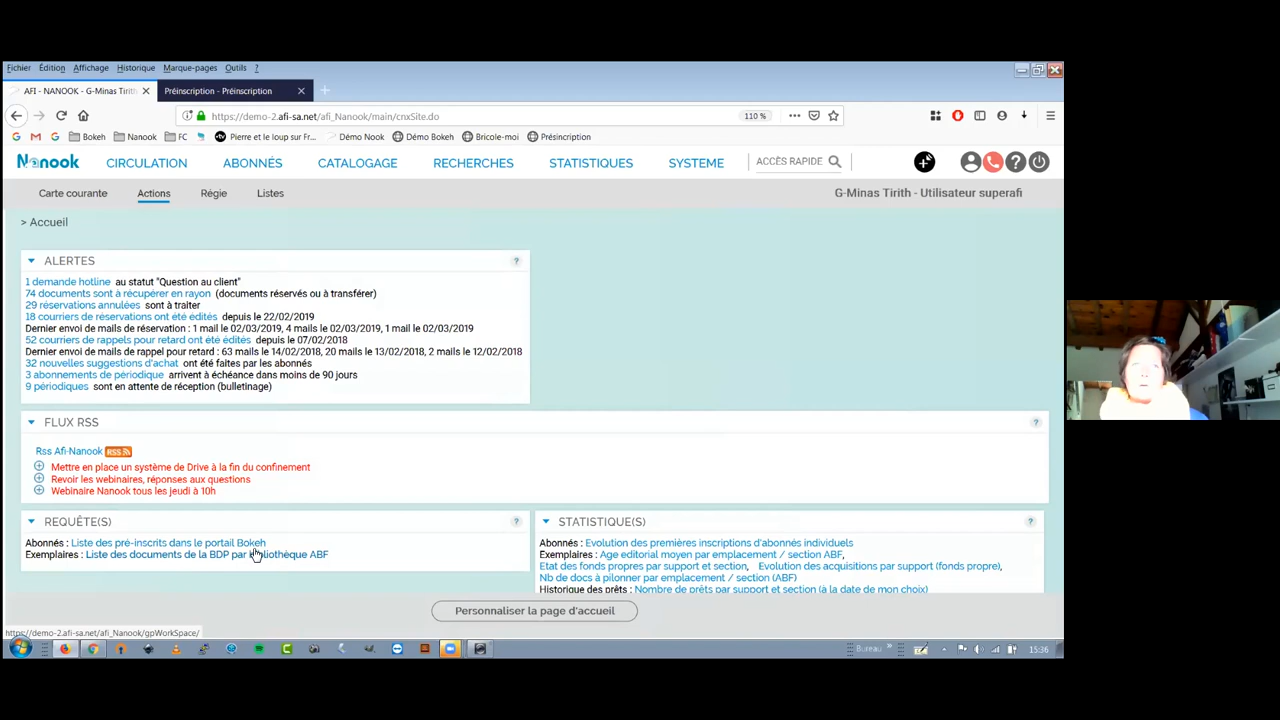 Fichier Édition Affichage Historique Marque-pages Outils ?
AFI - NANOOK - G-Minas Tirith Préinscription - Préinscription
https://demo-2.afi-sa.net/afi_Nanook/main/cnxSite.do 110 %
Bokeh Nanook FC Pierre et le loup sur Fr... Démo Nook Démo Bokeh Bricole-moi Présincription
Nanook CIRCULATION ABONNÉS CATALOGAGE RECHERCHES STATISTIQUES SYSTEME ACCÈS RAPIDE
Carte courante Actions Régie Listes G-Minas Tirith - Utilisateur superafi
> Accueil
ALERTES ?
1 demande hotline au statut "Question au client"
74 documents sont à récupérer en rayon (documents réservés ou à transférer)
29 réservations annulées sont à traiter
18 courriers de réservations ont été édités depuis le 22/02/2019
Dernier envoi de mails de réservation : 1 mail le 02/03/2019, 4 mails le 02/03/2019, 1 mail le 02/03/2019
52 courriers de rappels pour retard ont été édités depuis le 07/02/2018
Dernier envoi de mails de rappel pour retard : 63 mails le 14/02/2018, 20 mails le 13/02/2018, 2 mails le 12/02/2018
32 nouvelles suggestions d'achat ont été faites par les abonnés
3 abonnements de périodique arrivent à échéance dans moins de 90 jours
9 périodiques sont en attente de réception (bulletinage)
FLUX RSS ?
Rss Afi-Nanook RSS
Mettre en place un système de Drive à la fin du confinement
Revoir les webinaires, réponses aux questions
Webinaire Nanook tous les jeudi à 10h
REQUÊTE(S) ?
Abonnés : Liste des pré-inscrits dans le portail Bokeh
Exemplaires : Liste des documents de la BDP par bibliothèque ABF
STATISTIQUE(S) ?
Abonnés : Evolution des premières inscriptions d'abonnés individuels
Exemplaires : Age editorial moyen par emplacement / section ABF,
Etat des fonds propres par support et section, Evolution des acquisitions par support (fonds propre),
Nb de docs à pilonner par emplacement / section (ABF)
Historique des prêts : Nombre de prêts par support et section (à la date de mon choix)
Personnaliser la page d'accueil
https://demo-2.afi-sa.net/afi_Nanook/gpWorkSpace/
Bureau » 15:36